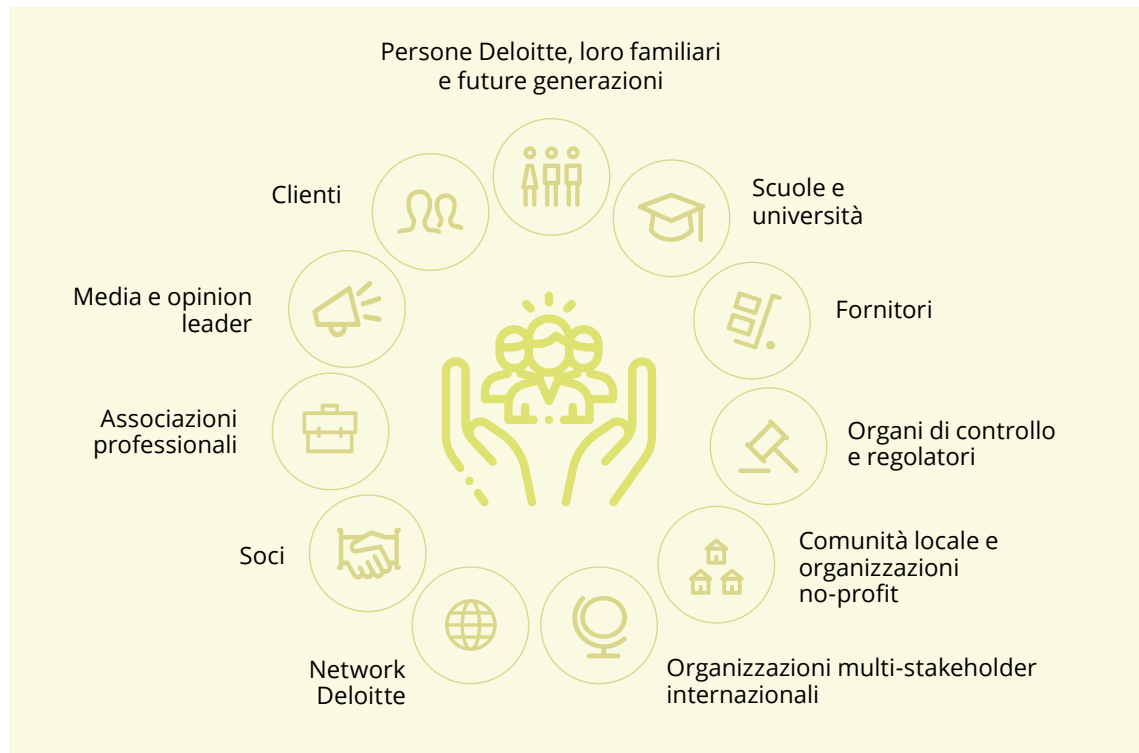 Persone Deloitte, loro familiari
e future generazioni
Scuole e
università
Fornitori
Organi di controllo
e regolatori
Comunità locale e
organizzazioni
no-profit
Organizzazioni multi-stakeholder
internazionali
Network
Deloitte
Soci
Associazioni
professionali
Media e opinion
leader
Clienti